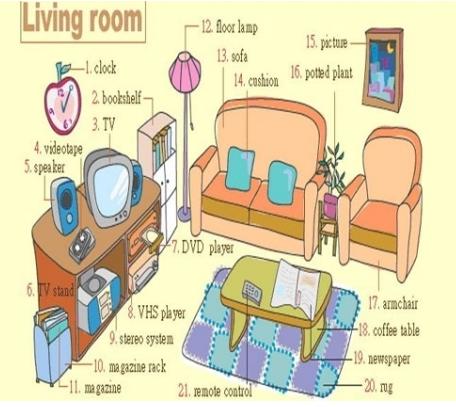 Living room
1. clock
2. bookshelf
3. TV
4. videotape
5. speaker
6. TV stand
7. DVD player
8. VHS player
9. stereo system
10. magazine rack
11. magazine
12. floor lamp
13. sofa
14. cushion
15. picture
16. potted plant
17. armchair
18. coffee table
19. newspaper
20. rug
21. remote control